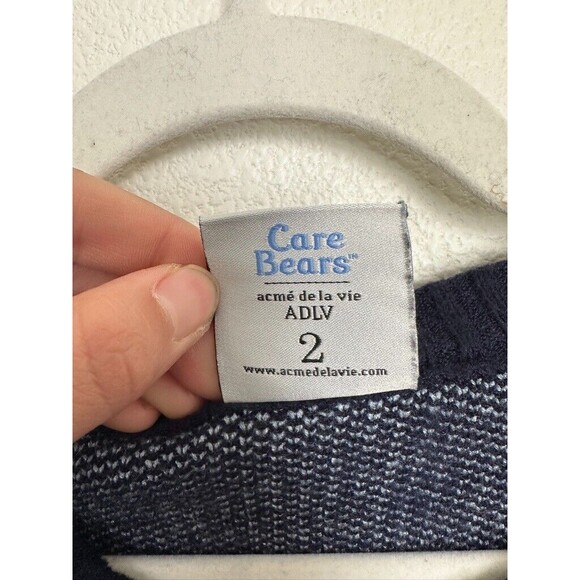 Care
Bears™
acmé de la vie
ADLV
2
www.acmedelavie.com